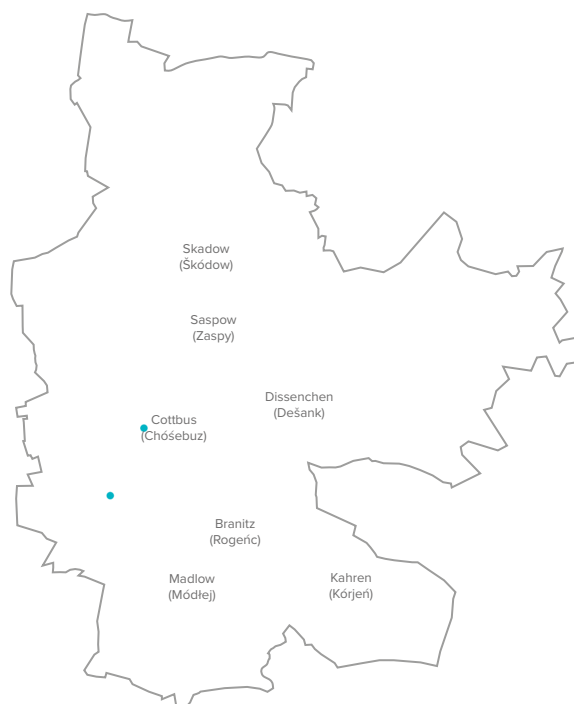 Skadow
(Škódow)
Saspow
(Zaspy)
Dissenchen
(Dešank)
Cottbus
(Chóśebuz)
Branitz
(Rogeńc)
Madlow
(Módłej)
Kahren
(Kórjeń)